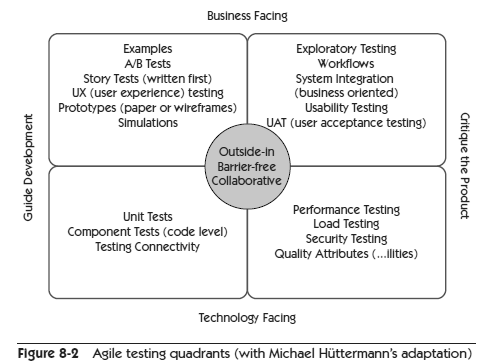 Business Facing
Examples
A/B Tests
Story Tests (written first)
UX (user experience) testing
Prototypes (paper or wireframes)
Simulations
Exploratory Testing
Workflows
System Integration
(business oriented)
Usability Testing
UAT (user acceptance testing)
Guide Development
Outside-in
Barrier-free
Collaborative
Critique the Product
Unit Tests
Component Tests (code level)
Testing Connectivity
Performance Testing
Load Testing
Security Testing
Quality Attributes (...ilities)
Technology Facing
Figure 8-2 Agile testing quadrants (with Michael Hüttermann's adaptation)